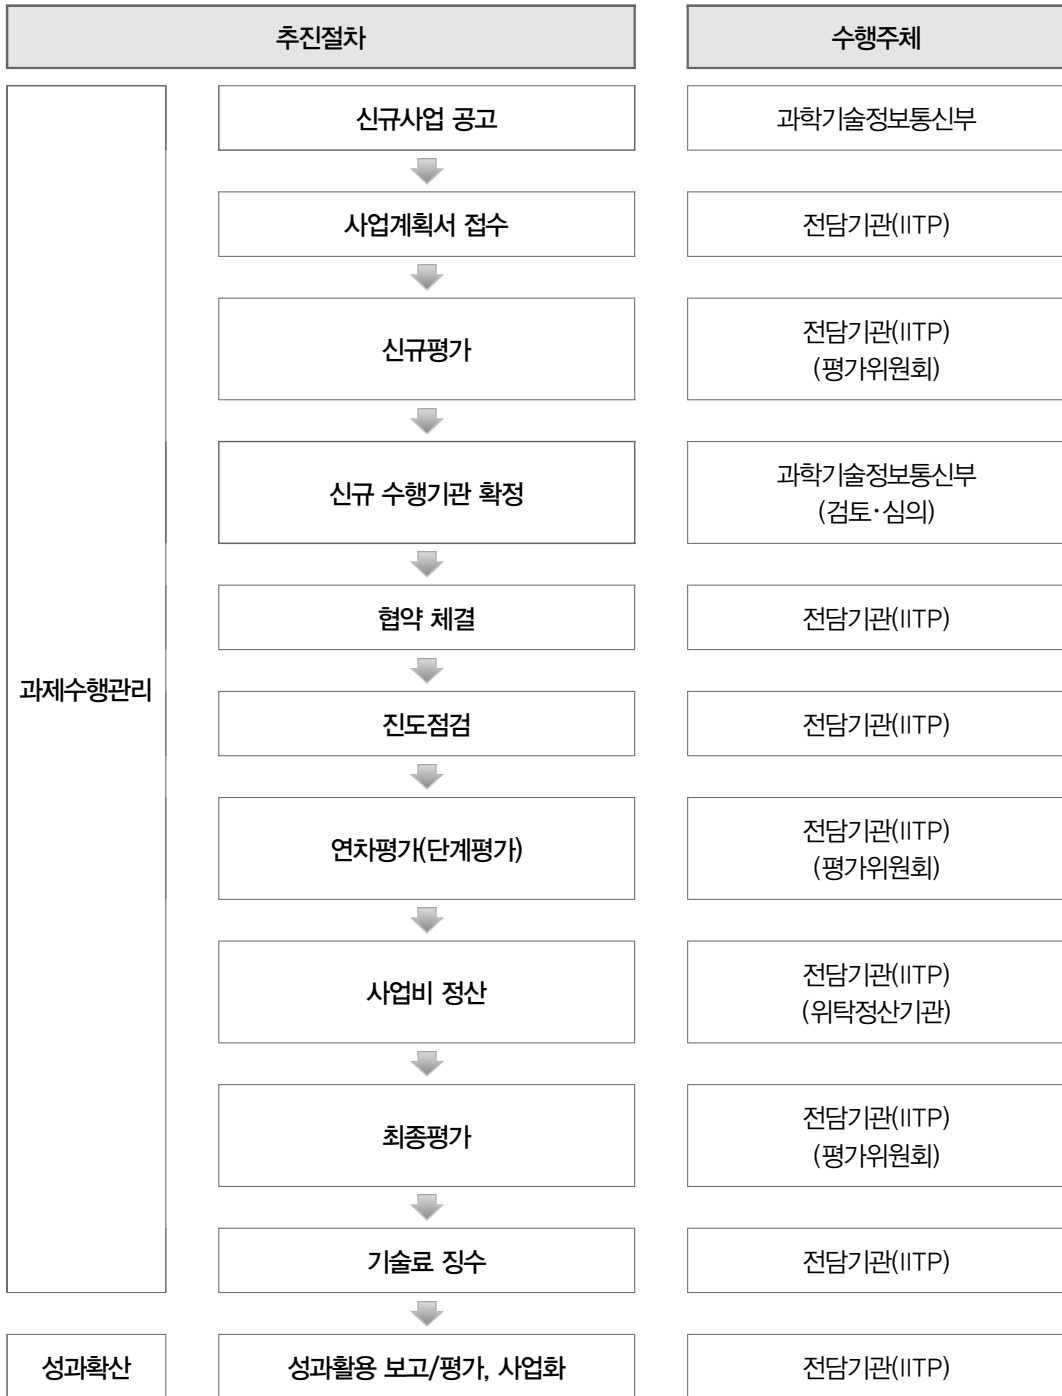 추진절차
수행주체
신규사업 공고
과학기술정보통신부
사업계획서 접수
전담기관(IITP)
신규평가
전담기관(IITP)
(평가위원회)
신규 수행기관 확정
과학기술정보통신부
(검토·심의)
협약 체결
전담기관(IITP)
과제수행관리
진도점검
전담기관(IITP)
연차평가(단계평가)
전담기관(IITP)
(평가위원회)
사업비 정산
전담기관(IITP)
(위탁정산기관)
최종평가
전담기관(IITP)
(평가위원회)
기술료 징수
전담기관(IITP)
성과확산
성과활용 보고/평가, 사업화
전담기관(IITP)